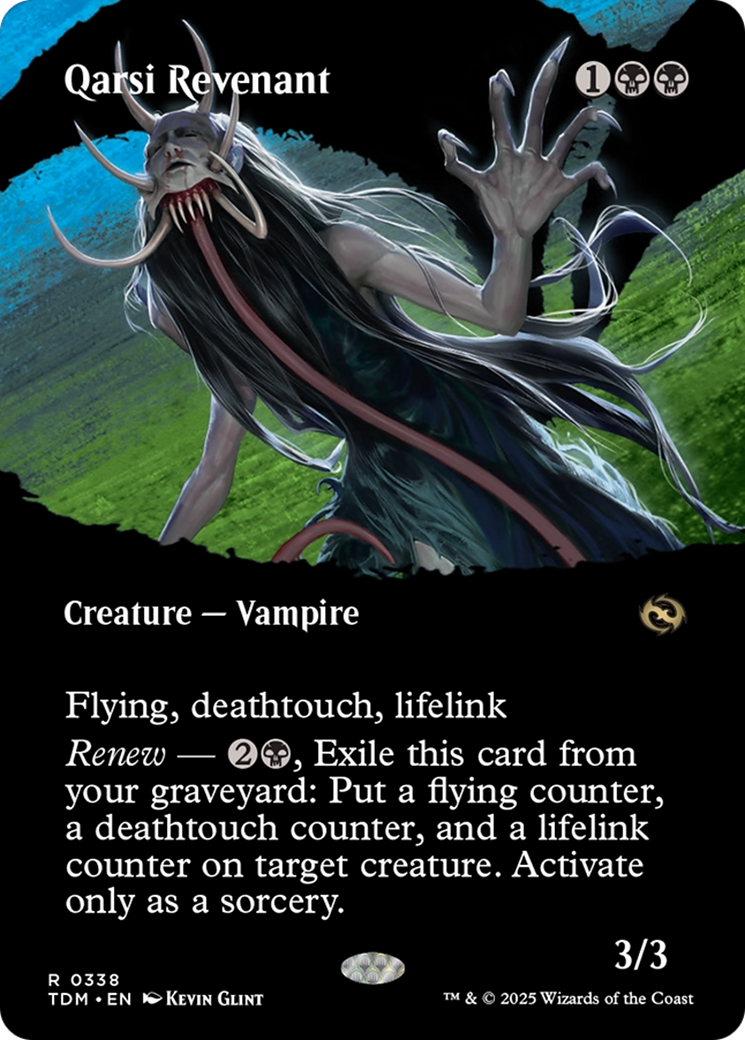 Qarsi Revenant 1
Creature — Vampire
Flying, deathtouch, lifelink
Renew — 2, Exile this card from
your graveyard: Put a flying counter,
a deathtouch counter, and a lifelink
counter on target creature. Activate
only as a sorcery.
3/3
R 0338
TDM • EN Kevin Glint
™ & © 2025 Wizards of the Coast